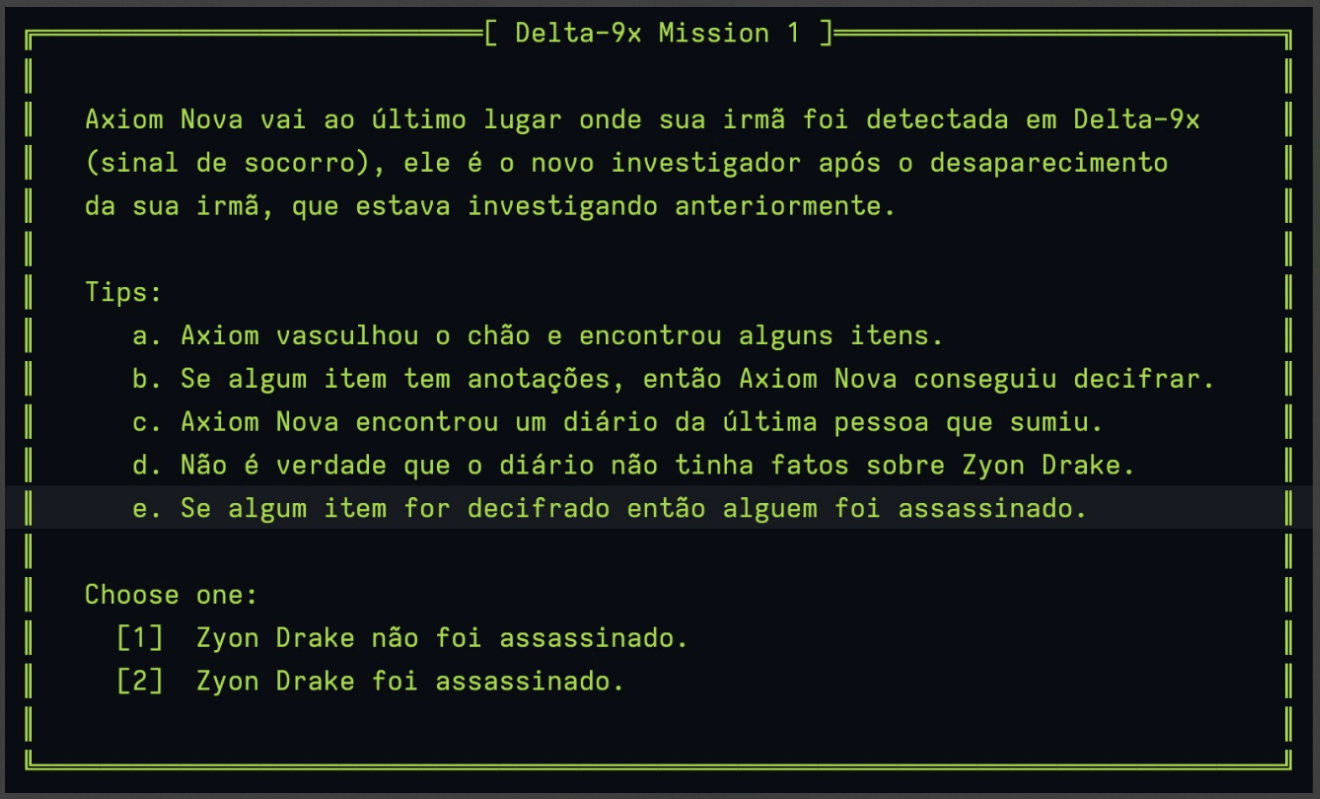 [ Delta-9x Mission 1 ]
Axiom Nova vai ao último lugar onde sua irmã foi detectada em Delta-9x
(sinal de socorro), ele é o novo investigador após o desaparecimento
da sua irmã, que estava investigando anteriormente.
Tips:
a. Axiom vasculhou o chão e encontrou alguns itens.
b. Se algum item tem anotações, então Axiom Nova conseguiu decifrar.
c. Axiom Nova encontrou um diário da última pessoa que sumiu.
d. Não é verdade que o diário não tinha fatos sobre Zyon Drake.
e. Se algum item for decifrado então alguem foi assassinado.
Choose one:
[1]  Zyon Drake não foi assassinado.
[2]  Zyon Drake foi assassinado.